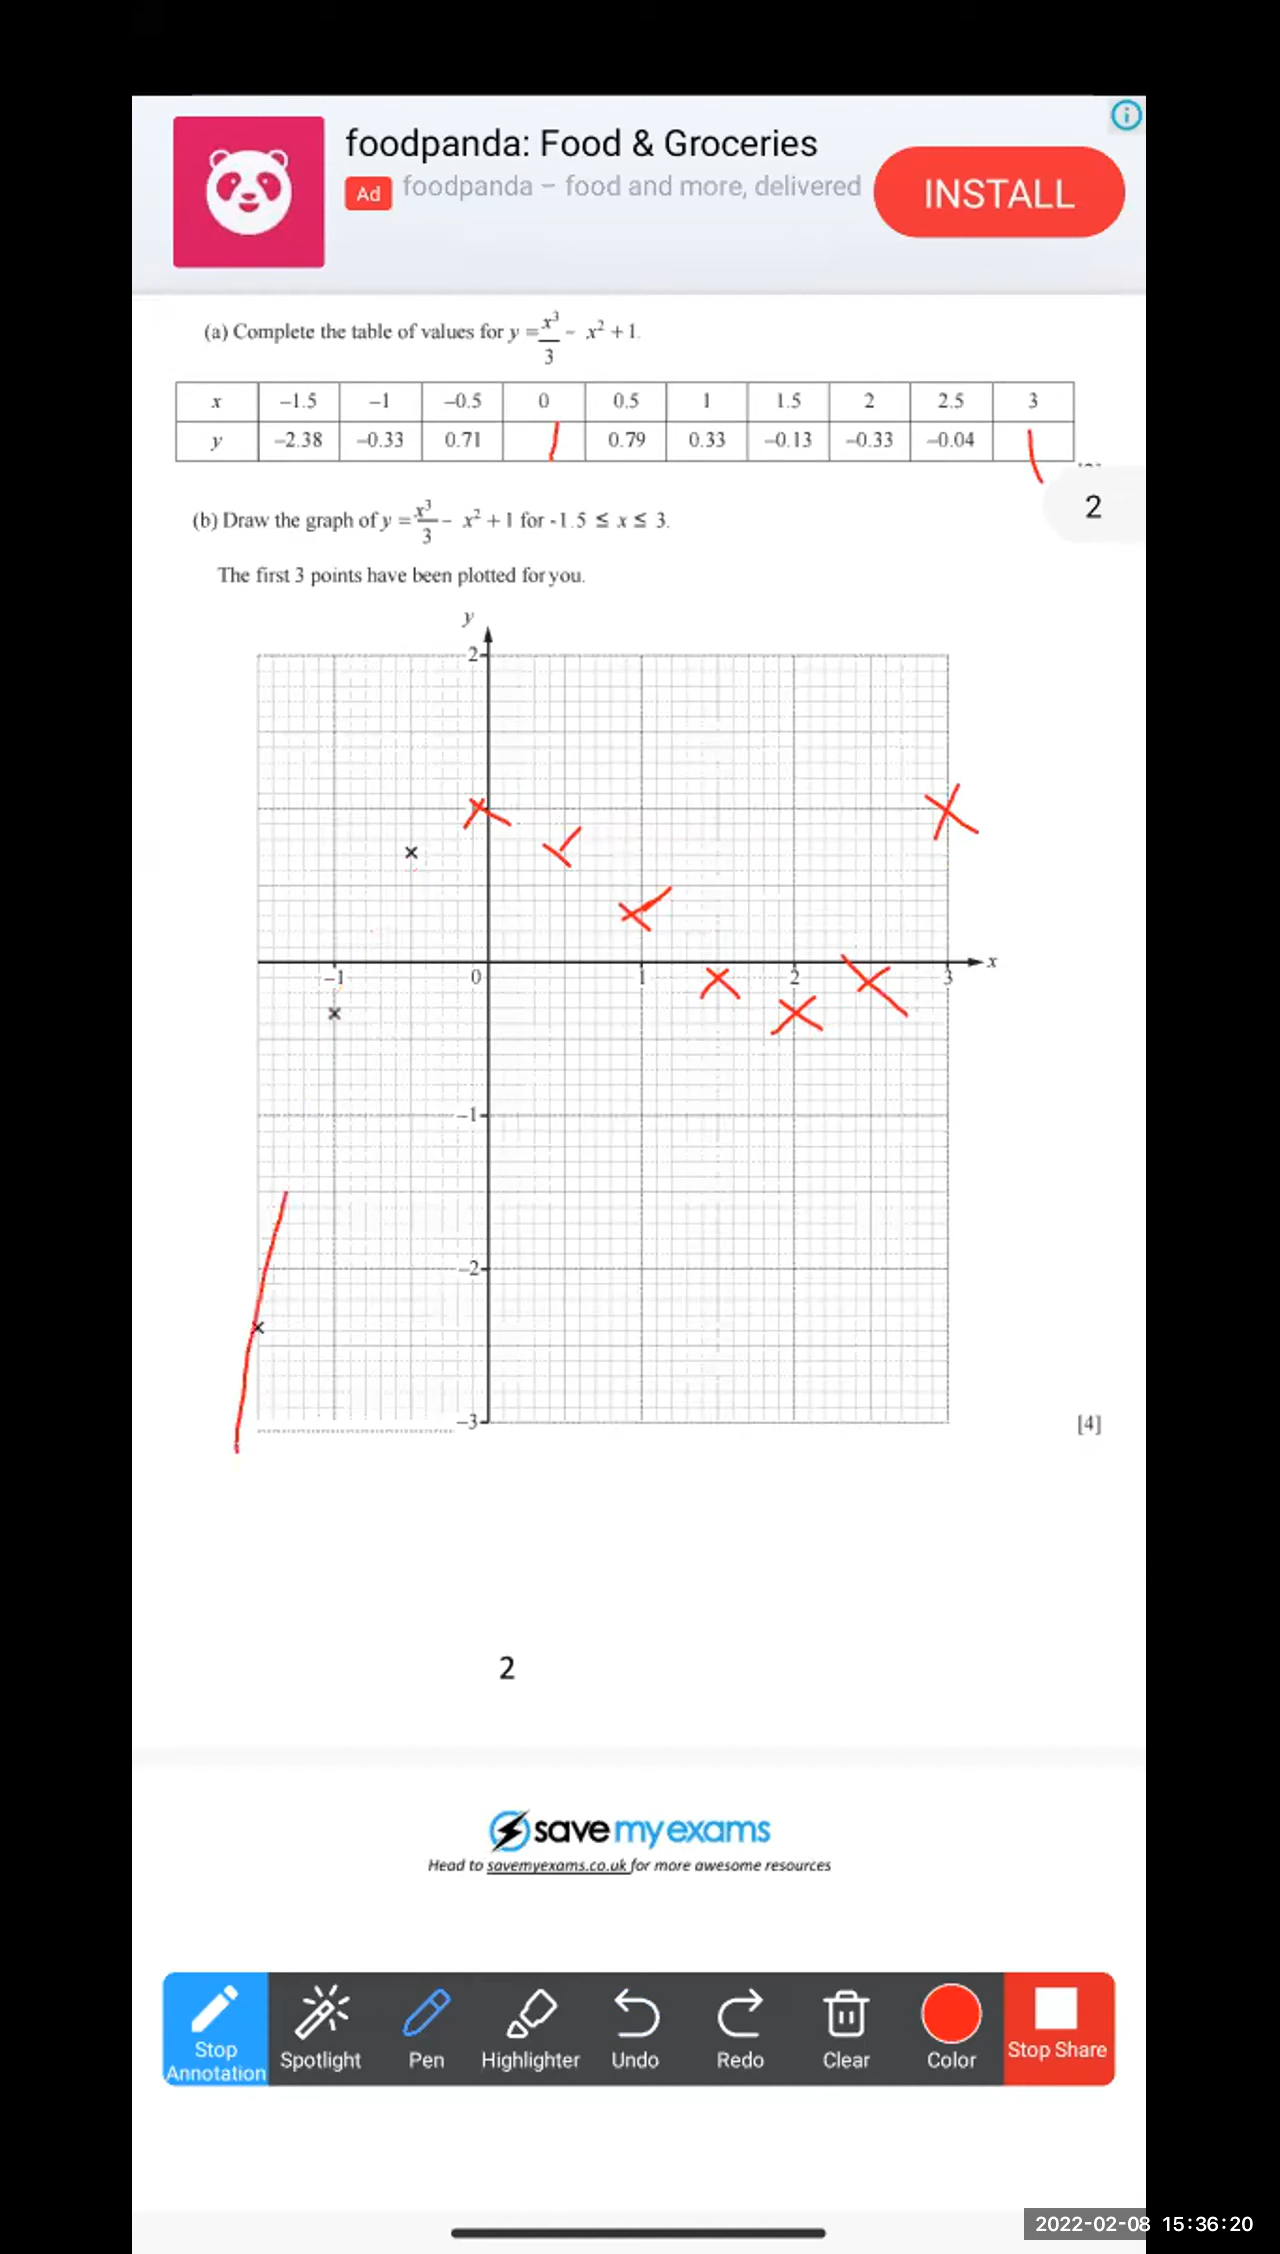 foodpanda: Food & Groceries
Ad foodpanda – food and more, delivered
INSTALL
(a) Complete the table of values for y = x³/3 – x² + 1.
x –1.5 –1 –0.5 0 0.5 1 1.5 2 2.5 3
y –2.38 –0.33 0.71 1 0.79 0.33 –0.13 –0.33 –0.04 1
2
(b) Draw the graph of y = x³/3 – x² + 1 for -1.5 ≤ x ≤ 3.
The first 3 points have been plotted for you.
y
2
–1 0 1 2 3 x
–1
–2
–3
[4]
2
save my exams
Head to savemyexams.co.uk for more awesome resources
Stop Annotation
Spotlight
Pen
Highlighter
Undo
Redo
Clear
Color
Stop Share
2022-02-08 15:36:20